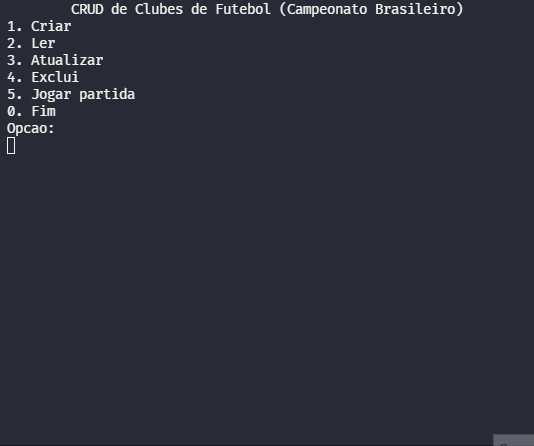 CRUD de Clubes de Futebol (Campeonato Brasileiro)
1. Criar
2. Ler
3. Atualizar
4. Exclui
5. Jogar partida
0. Fim
Opcao: